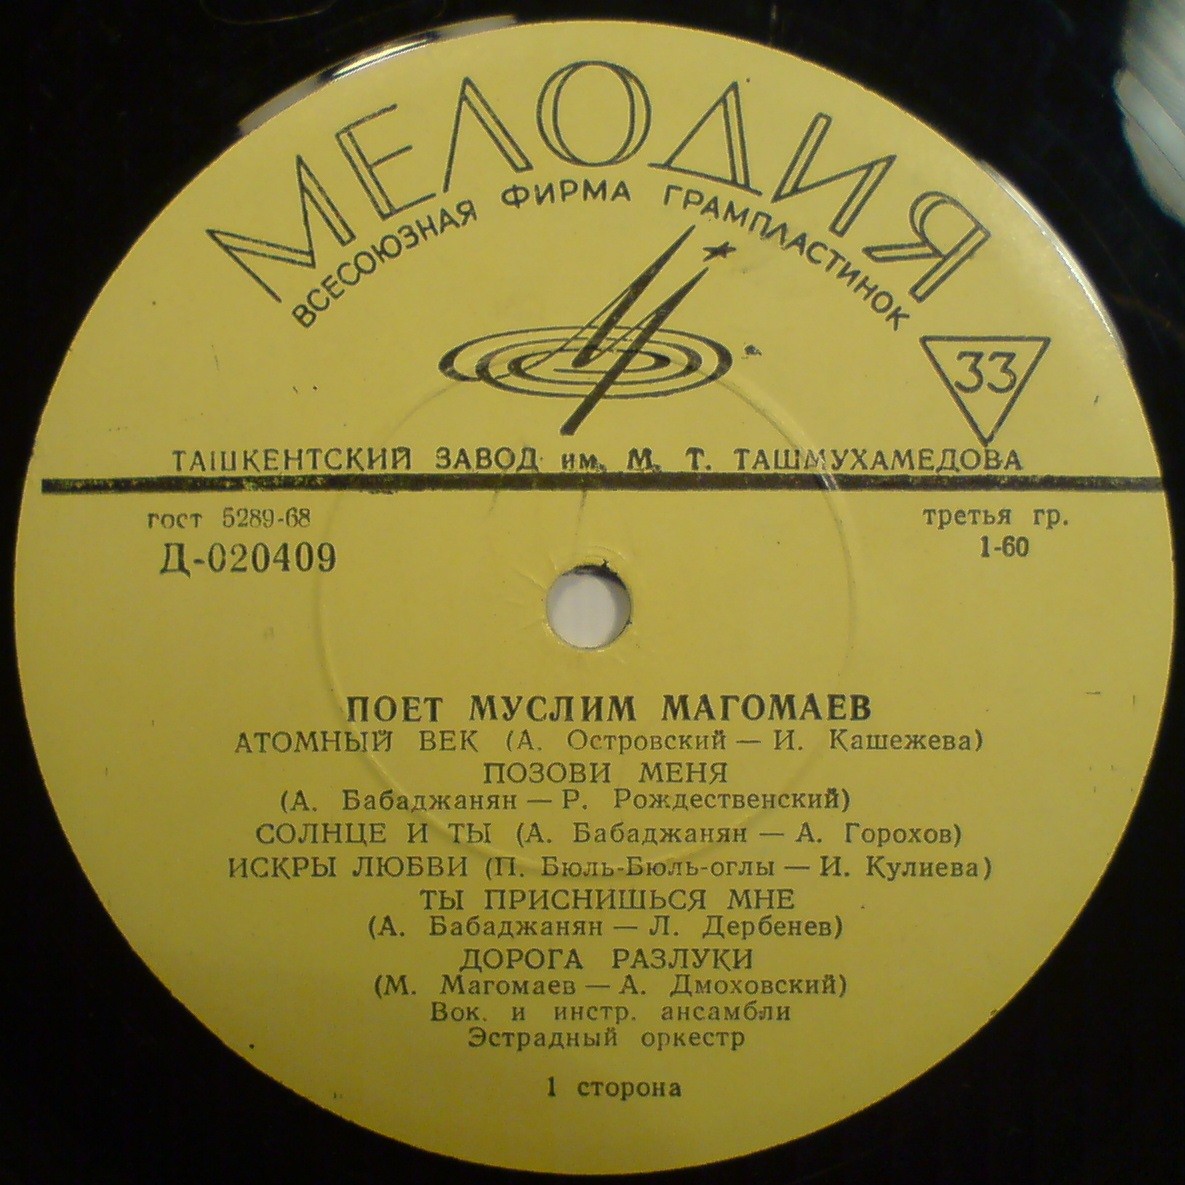 МЕЛОДИЯ
ВСЕСОЮЗНАЯ ФИРМА ГРАМПЛАСТИНОК
33
ТАШКЕНТСКИЙ ЗАВОД им. М. Т. ТАШМУХАМЕДОВА
гост 5289-68
третья гр.
Д-020409
1-60
ПОЕТ МУСЛИМ МАГОМАЕВ
АТОМНЫЙ ВЕК (А. Островский — И. Кашежева)
ПОЗОВИ МЕНЯ
(А. Бабаджанян — Р. Рождественский)
СОЛНЦЕ И ТЫ (А. Бабаджанян — А. Горохов)
ИСКРЫ ЛЮБВИ (П. Бюль-Бюль-оглы — И. Кулиева)
ТЫ ПРИСНИШЬСЯ МНЕ
(А. Бабаджанян — Л. Дербенев)
ДОРОГА РАЗЛУКИ
(М. Магомаев — А. Дмоховский)
Вок. и инстр. ансамбли
Эстрадный оркестр
1 сторона